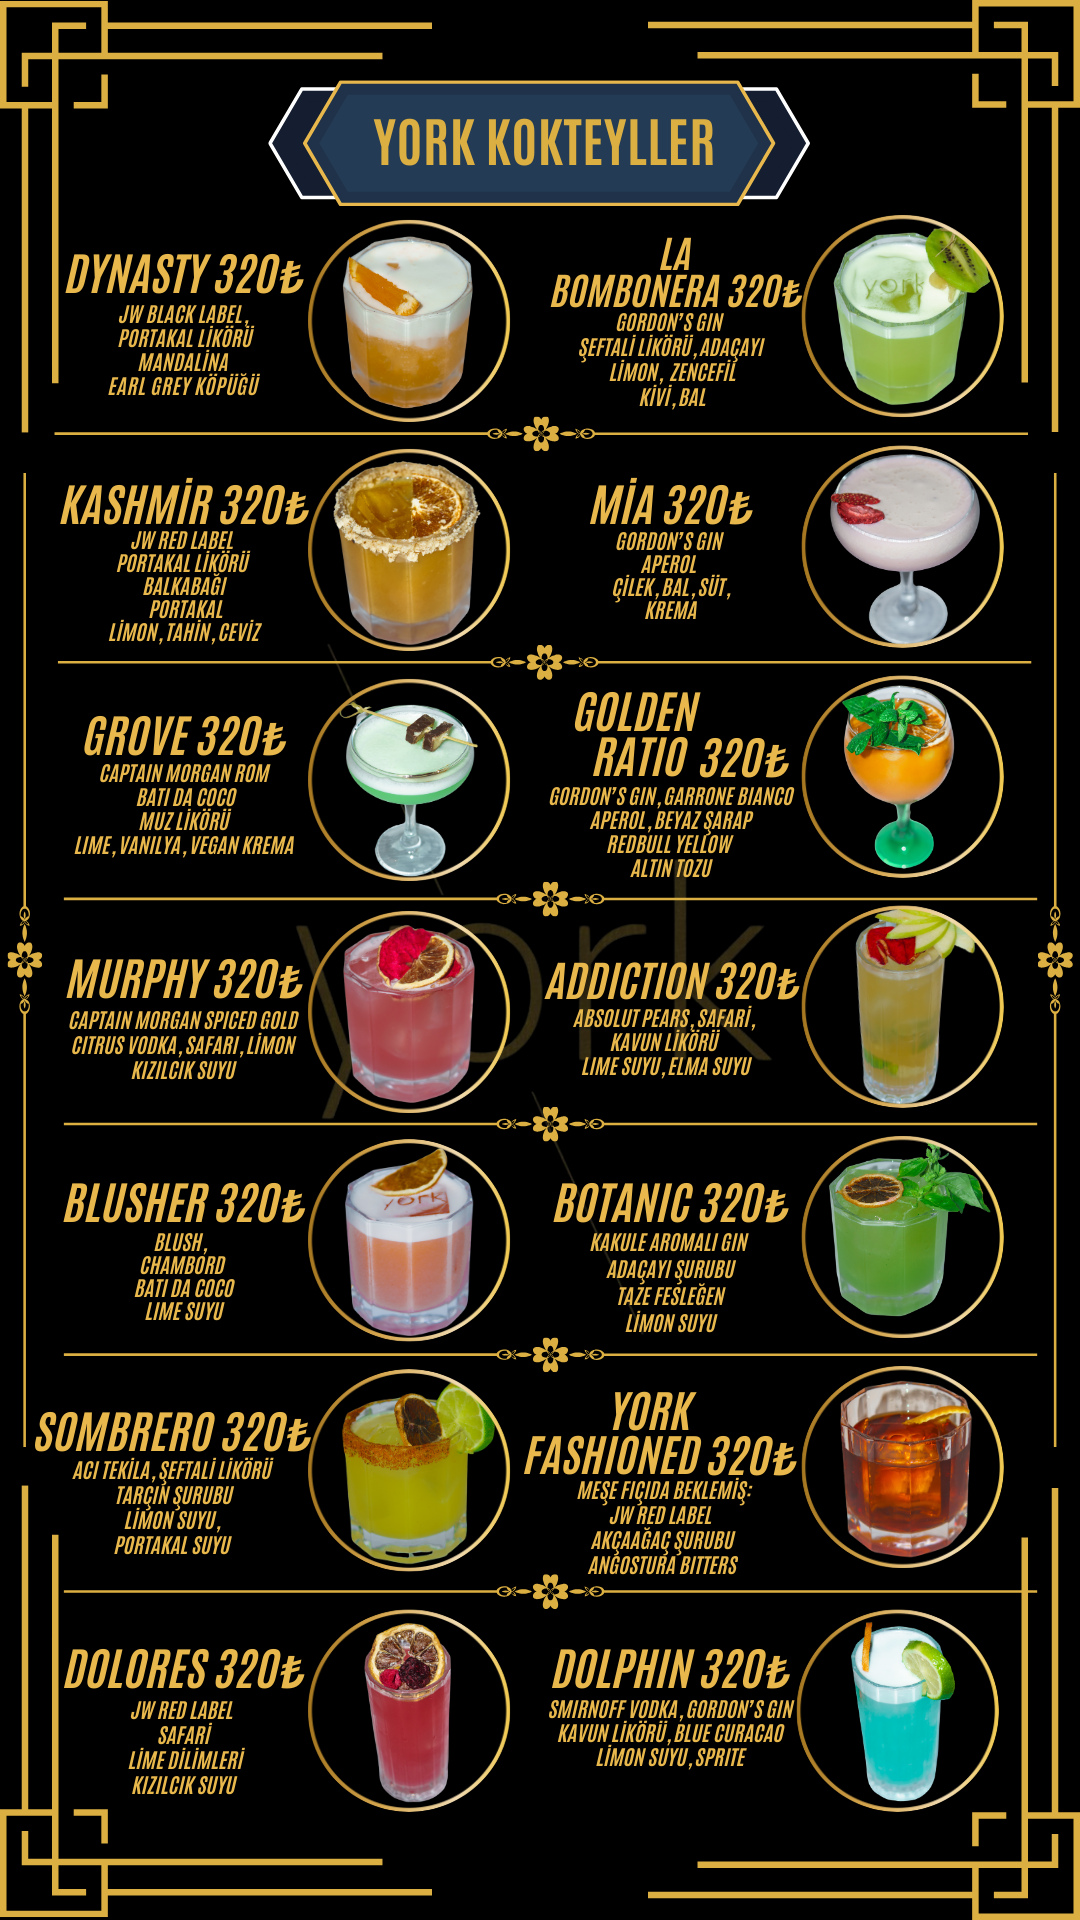 YORK KOKTEYLLER
DYNASTY 320₺
JW BLACK LABEL,
PORTAKAL LİKÖRÜ
MANDALİNA
EARL GREY KÖPÜĞÜ
LA
BOMBONERA 320₺
GORDON'S GIN
ŞEFTALİ LİKÖRÜ, ADAÇAYI
LİMON, ZENCEFİL
KİVİ, BAL
york
KASHMİR 320₺
JW RED LABEL
PORTAKAL LİKÖRÜ
BALKABAĞI
PORTAKAL
LİMON, TAHİN, CEVİZ
MİA 320₺
GORDON'S GIN
APEROL
ÇİLEK, BAL, SÜT,
KREMA
GROVE 320₺
CAPTAIN MORGAN ROM
BATI DA COCO
MUZ LİKÖRÜ
LIME, VANILYA, VEGAN KREMA
GOLDEN
RATIO 320₺
GORDON'S GIN, GARRONE BIANCO
APEROL, BEYAZ ŞARAP
REDBULL YELLOW
ALTIN TOZU
york
MURPHY 320₺
CAPTAIN MORGAN SPICED GOLD
CITRUS VODKA, SAFARI, LİMON
KIZILCIK SUYU
ADDICTION 320₺
ABSOLUT PEARS, SAFARİ,
KAVUN LİKÖRÜ
LIME SUYU, ELMA SUYU
BLUSHER 320₺
BLUSH,
CHAMBORD
BATI DA COCO
LIME SUYU
york
BOTANIC 320₺
KAKULE AROMALI GIN
ADAÇAYI ŞURUBU
TAZE FESLEĞEN
LİMON SUYU
SOMBRERO 320₺
ACI TEKİLA, ŞEFTALİ LİKÖRÜ
TARÇIN ŞURUBU
LİMON SUYU,
PORTAKAL SUYU
YORK
FASHIONED 320₺
MEŞE FIÇIDA BEKLEMİŞ:
JW RED LABEL
AKÇAAĞAÇ ŞURUBU
ANGOSTURA BITTERS
DOLORES 320₺
JW RED LABEL
SAFARİ
LİME DİLİMLERİ
KIZILCIK SUYU
DOLPHIN 320₺
SMIRNOFF VODKA, GORDON'S GIN
KAVUN LİKÖRÜ, BLUE CURACAO
LİMON SUYU, SPRITE